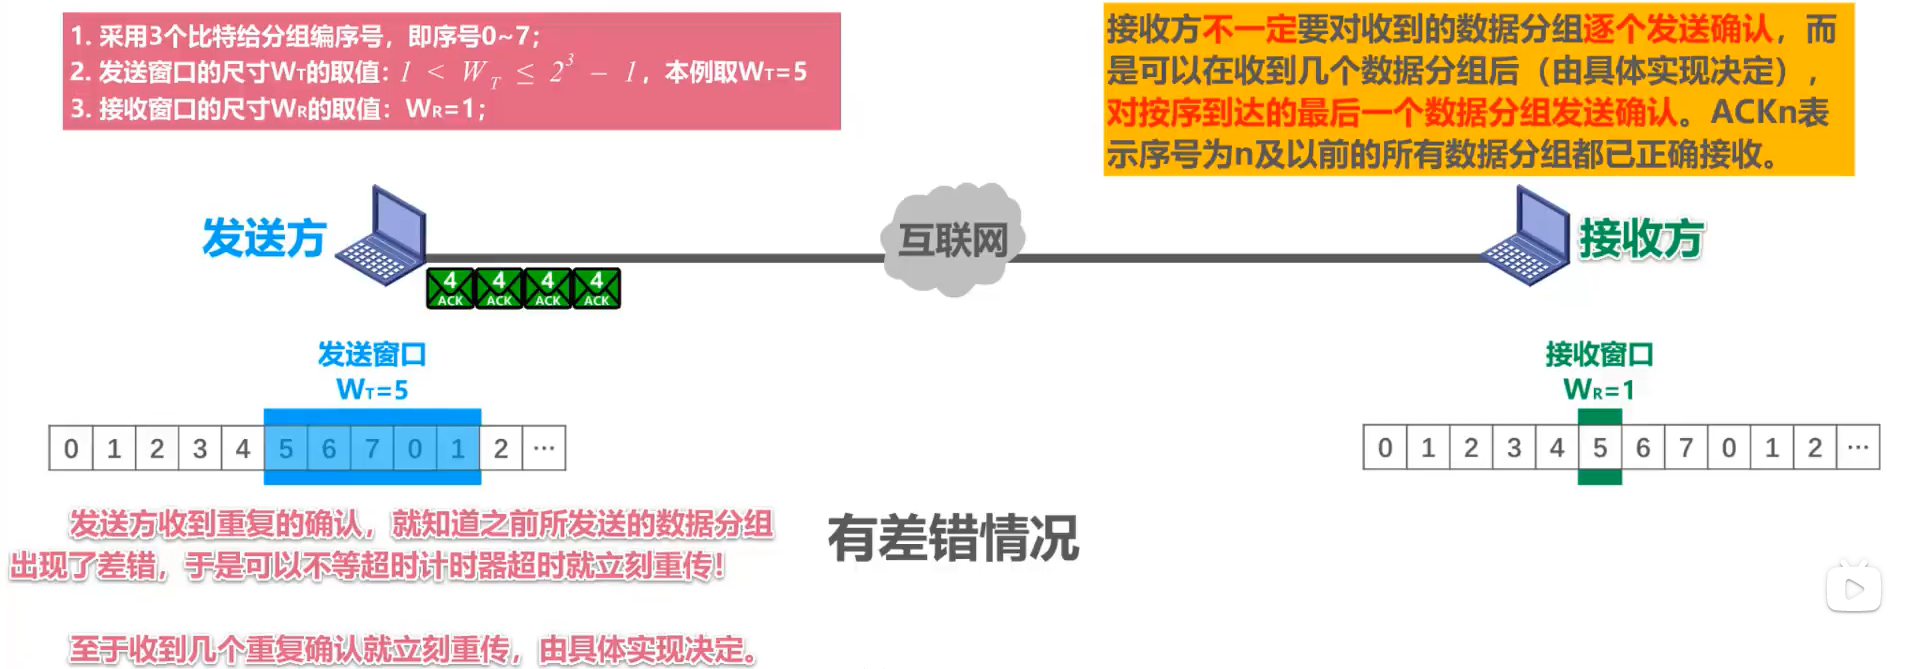 1. 采用3个比特给分组编序号，即序号0~7；
2. 发送窗口的尺寸WT的取值：1 < WT ≤ 2³ − 1，本例取WT=5
3. 接收窗口的尺寸WR的取值：WR=1；
接收方不一定要对收到的数据分组逐个发送确认，而
是可以在收到几个数据分组后（由具体实现决定），
对按序到达的最后一个数据分组发送确认。ACKn表
示序号为n及以前的所有数据分组都已正确接收。
发送方
互联网
接收方
4 4 4 4
ACK ACK ACK ACK
发送窗口
WT=5
接收窗口
WR=1
0 1 2 3 4 5 6 7 0 1 2 ···
0 1 2 3 4 5 6 7 0 1 2 ···
发送方收到重复的确认，就知道之前所发送的数据分组
出现了差错，于是可以不等超时计时器超时就立刻重传！
有差错情况
至于收到几个重复确认就立刻重传，由具体实现决定。